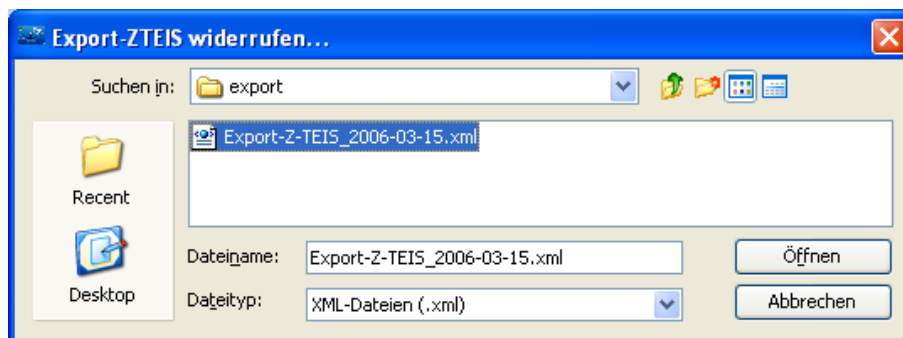 Export-ZTEIS widerrufen...
Suchen in: export
Export-Z-TEIS_2006-03-15.xml
Recent
Desktop
Dateiname: Export-Z-TEIS_2006-03-15.xml Öffnen
Dateityp: XML-Dateien (.xml) Abbrechen